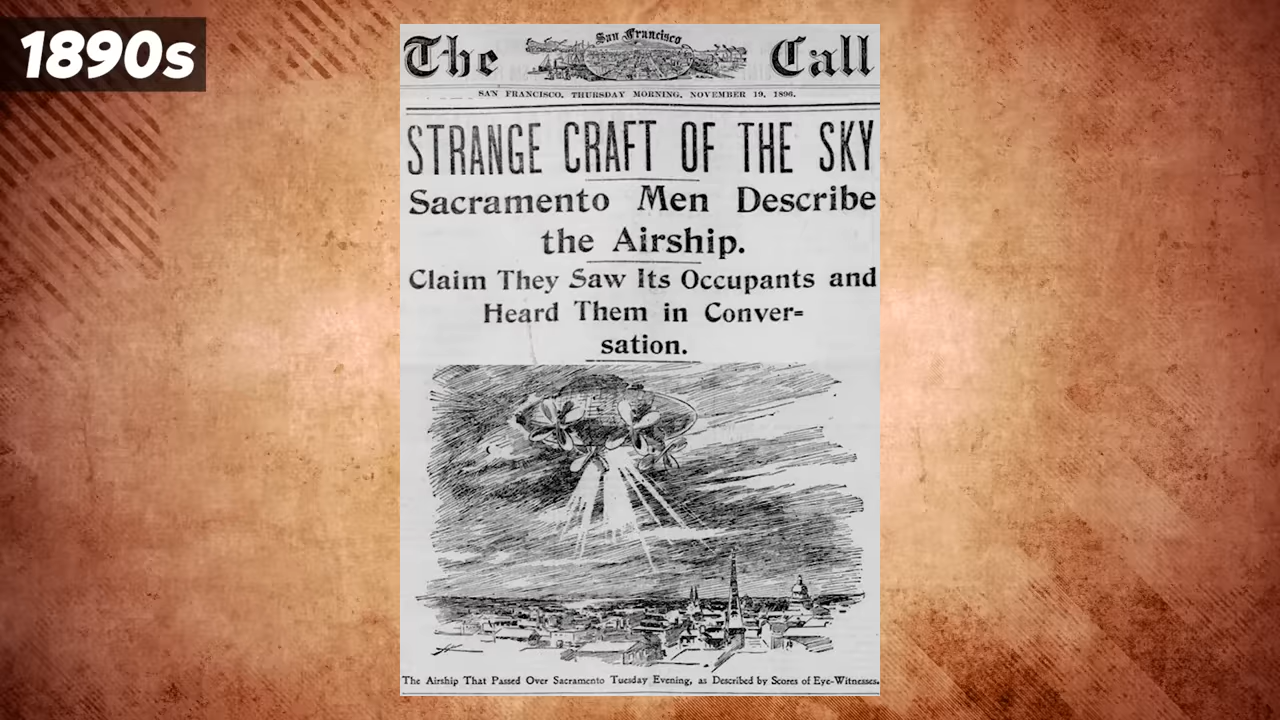 1890s
The San Francisco Call
SAN FRANCISCO, THURSDAY MORNING, NOVEMBER 19, 1896.
STRANGE CRAFT OF THE SKY
Sacramento Men Describe
the Airship.
Claim They Saw Its Occupants and
Heard Them in Conver=
sation.
The Airship That Passed Over Sacramento Tuesday Evening, as Described by Scores of Eye-Witnesses.